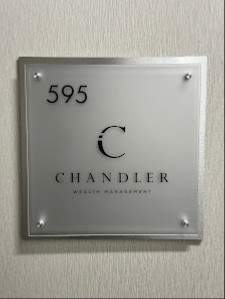 595
C
CHANDLER
WEALTH MANAGEMENT